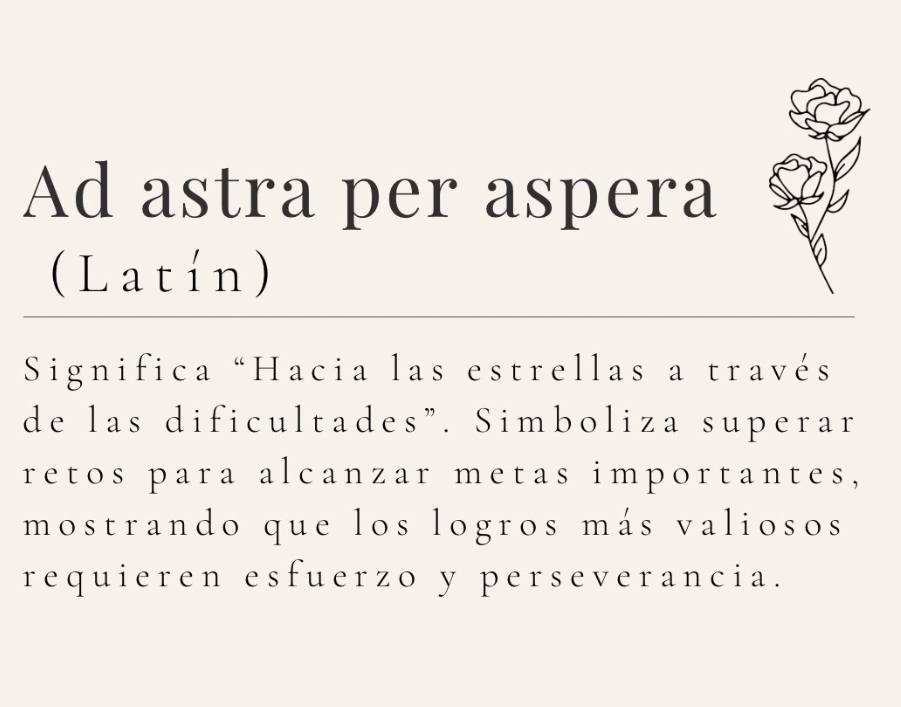 Ad astra per aspera
(Latín)
Significa “Hacia las estrellas a través
de las dificultades”. Simboliza superar
retos para alcanzar metas importantes,
mostrando que los logros más valiosos
requieren esfuerzo y perseverancia.